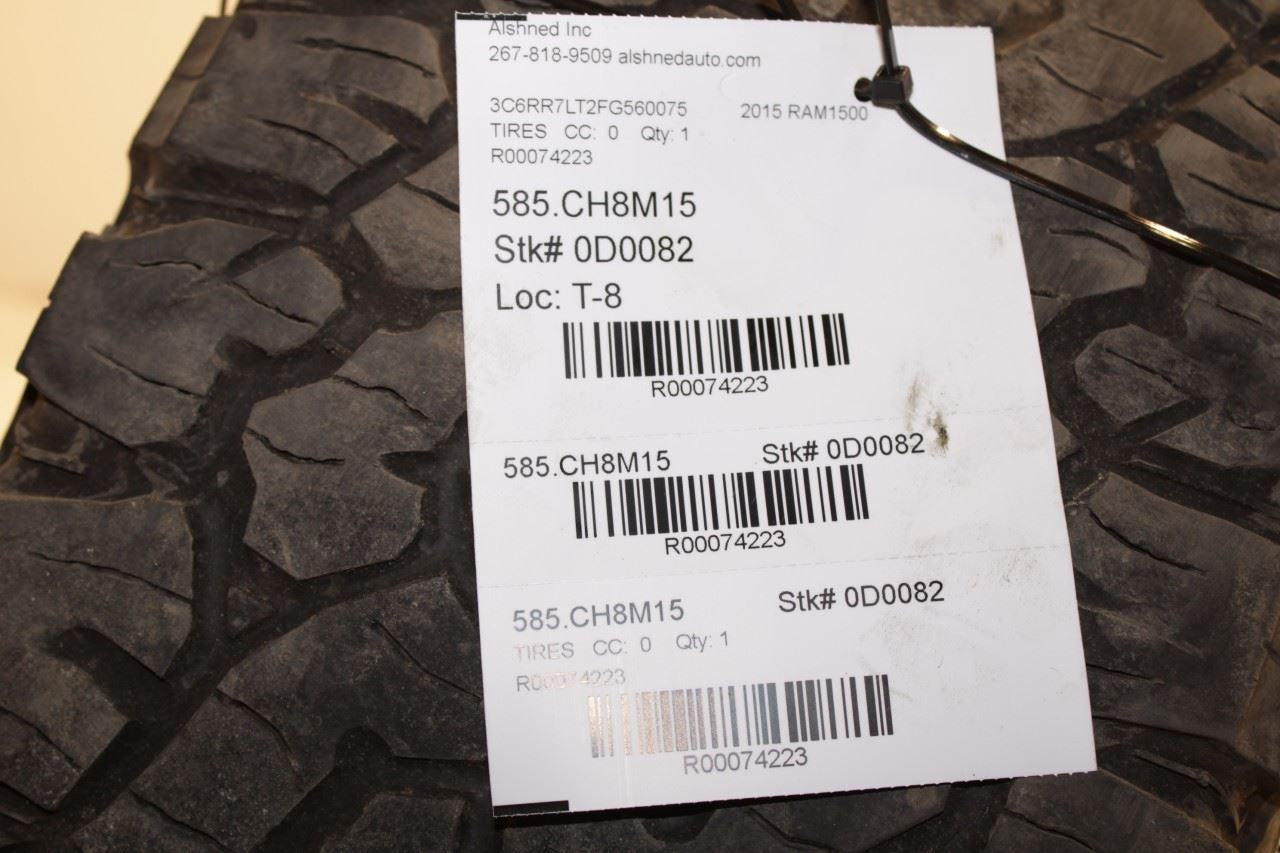 Alshned Inc
267-818-9509 alshnedauto.com
3C6RR7LT2FG560075 2015 RAM1500
TIRES CC: 0 Qty: 1
R00074223
585.CH8M15
Stk# 0D0082
Loc: T-8
R00074223
585.CH8M15 Stk# 0D0082
R00074223
585.CH8M15 Stk# 0D0082
TIRES CC: 0 Qty: 1
R00074223
R00074223